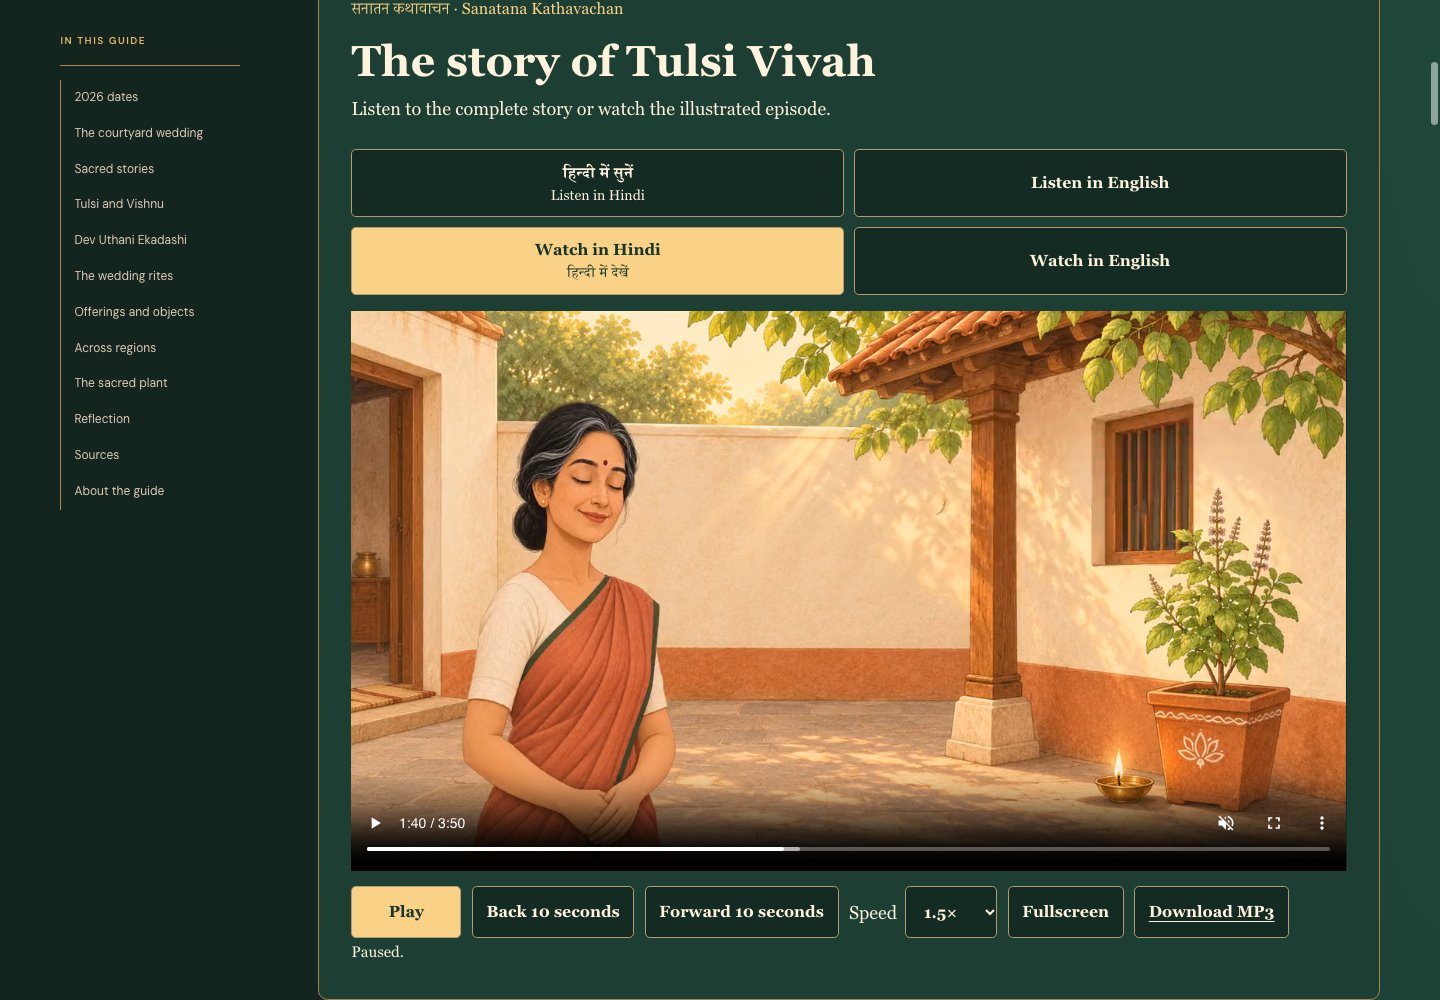 IN THIS GUIDE
2026 dates
The courtyard wedding
Sacred stories
Tulsi and Vishnu
Dev Uthani Ekadashi
The wedding rites
Offerings and objects
Across regions
The sacred plant
Reflection
Sources
About the guide
सनातन कथावाचन · Sanatana Kathavachan
The story of Tulsi Vivah
Listen to the complete story or watch the illustrated episode.
हिन्दी में सुनें
Listen in Hindi
Listen in English
Watch in Hindi
हिन्दी में देखें
Watch in English
1:40 / 3:50
Play
Back 10 seconds
Forward 10 seconds
Speed
1.5×
Fullscreen
Download MP3
Paused.